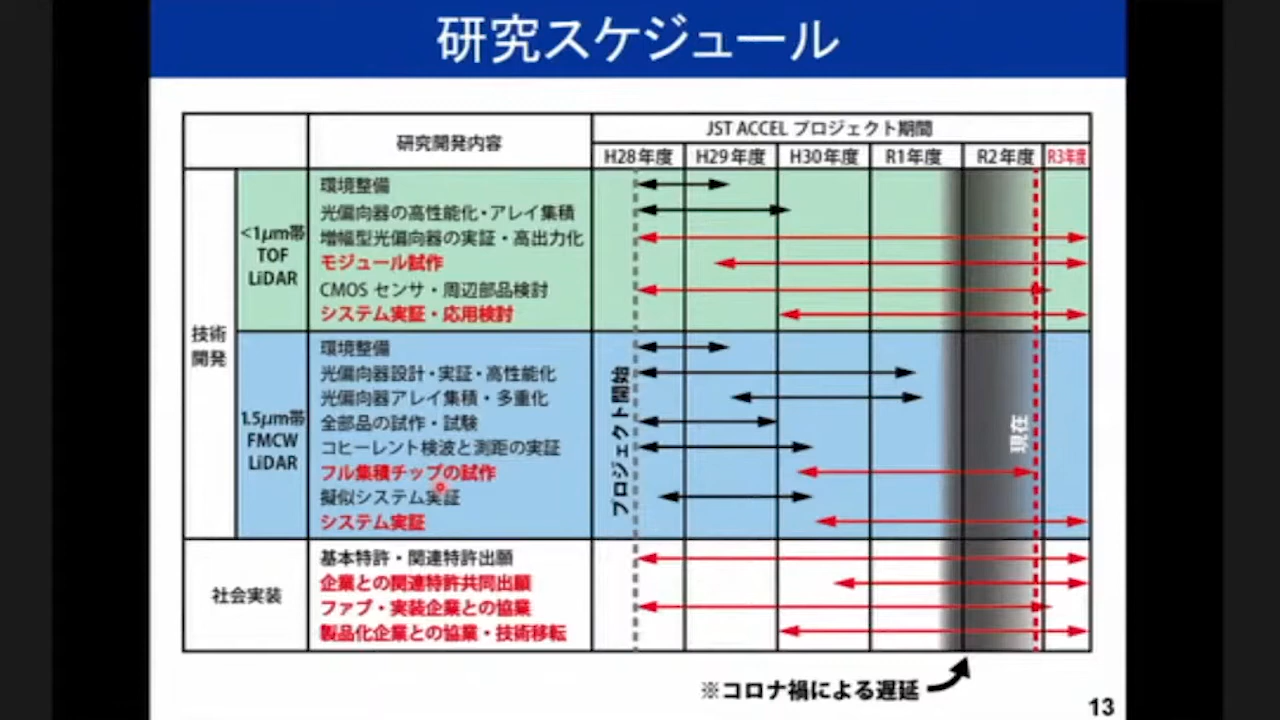 研究スケジュール
研究開発内容
JST ACCEL プロジェクト期間
H28年度 H29年度 H30年度 R1年度 R2年度 R3年度
技術
開発
<1μm帯
TOF
LiDAR
環境整備
光偏向器の高性能化・アレイ集積
増幅型光偏向器の実証・高出力化
モジュール試作
CMOS センサ・周辺部品検討
システム実証・応用検討
1.5μm帯
FMCW
LiDAR
環境整備
光偏向器設計・実証・高性能化
光偏向器アレイ集積・多重化
全部品の試作・試験
コヒーレント検波と測距の実証
フル集積チップの試作
擬似システム実証
システム実証
プロジェクト開始
現在
社会実装
基本特許・関連特許出願
企業との関連特許共同出願
ファブ・実装企業との協業
製品化企業との協業・技術移転
※コロナ禍による遅延
13